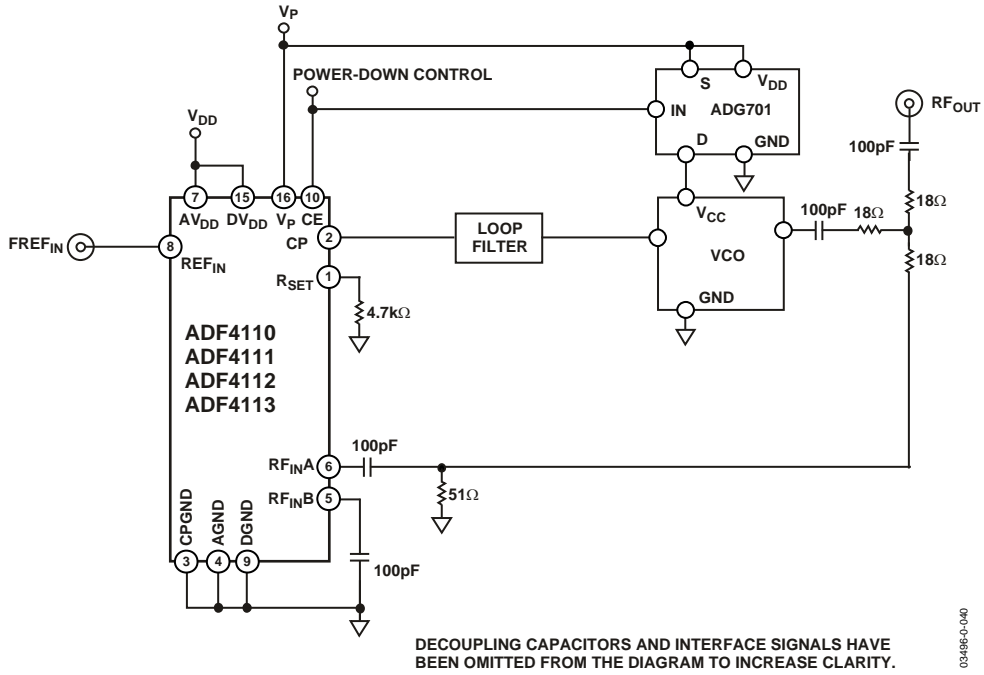 VP
POWER-DOWN CONTROL
VDD
S
VDD
IN
ADG701
D
GND
RFOUT
100pF
18Ω
7
15
16
10
AVDD
DVDD
VP
CE
FREFIN
8
REFIN
CP
2
LOOP
FILTER
VCC
VCO
GND
100pF
18Ω
18Ω
RSET
1
4.7kΩ
ADF4110
ADF4111
ADF4112
ADF4113
RFINA
6
100pF
51Ω
RFINB
5
100pF
CPGND
AGND
DGND
3
4
9
DECOUPLING CAPACITORS AND INTERFACE SIGNALS HAVE
BEEN OMITTED FROM THE DIAGRAM TO INCREASE CLARITY.
03496-0-040